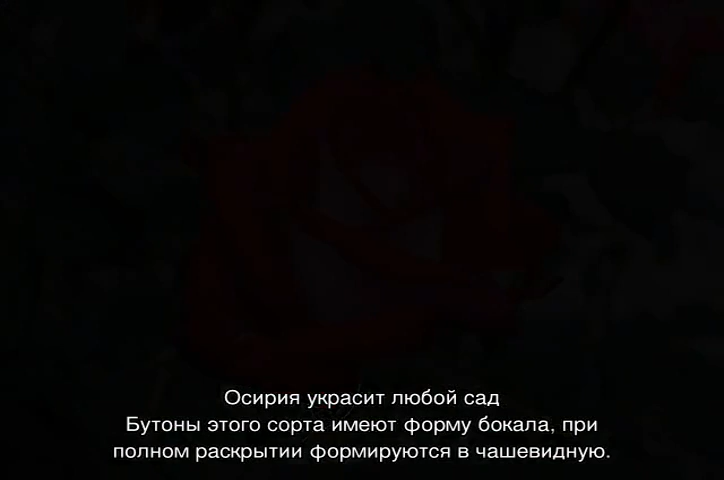 Осирия украсит любой сад
Бутоны этого сорта имеют форму бокала, при
полном раскрытии формируются в чашевидную.